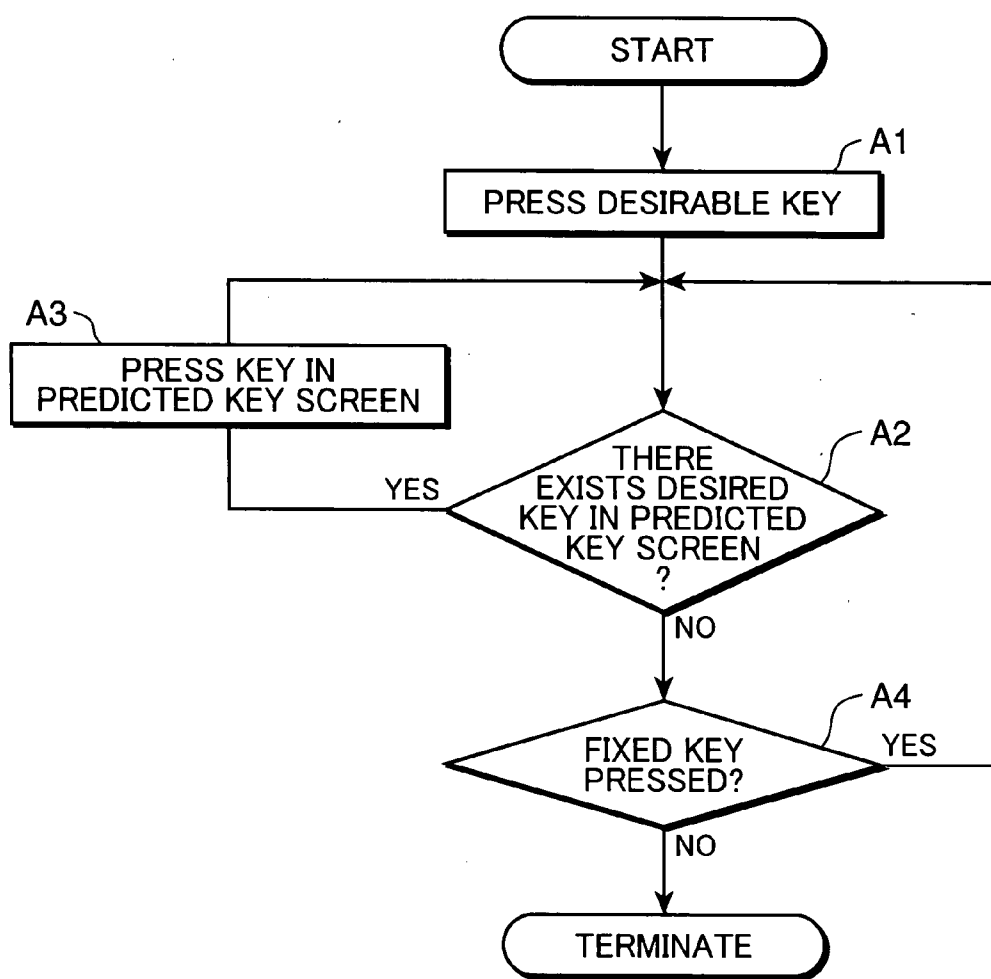 START
A1
PRESS DESIRABLE KEY
A3
PRESS KEY IN
PREDICTED KEY SCREEN
A2
THERE
EXISTS DESIRED
KEY IN PREDICTED
KEY SCREEN
?
YES
NO
A4
FIXED KEY
PRESSED?
YES
NO
TERMINATE